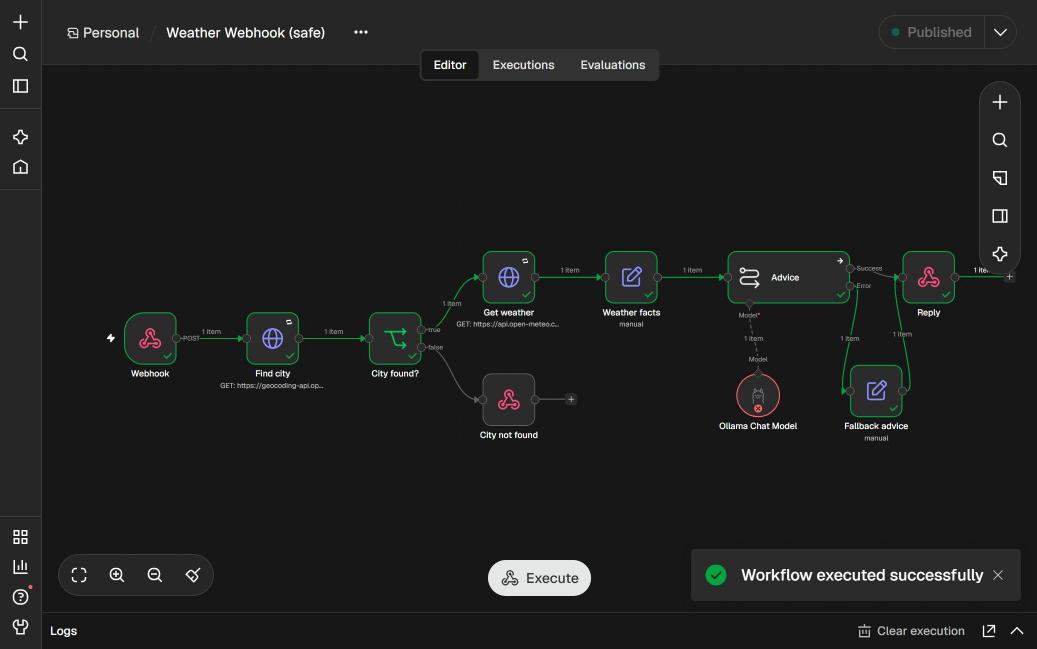 Personal / Weather Webhook (safe)
Published
Editor Executions Evaluations
Webhook
POST
1 item
Find city
GET: https://geocoding-api.op...
1 item
City found?
true
false
1 item
Get weather
GET: https://api.open-meteo.c...
1 item
Weather facts
manual
1 item
Advice
Success
Error
Model*
1 item
Model
Ollama Chat Model
1 item
Fallback advice
manual
1 item
Reply
City not found
Execute
Workflow executed successfully
Logs
Clear execution